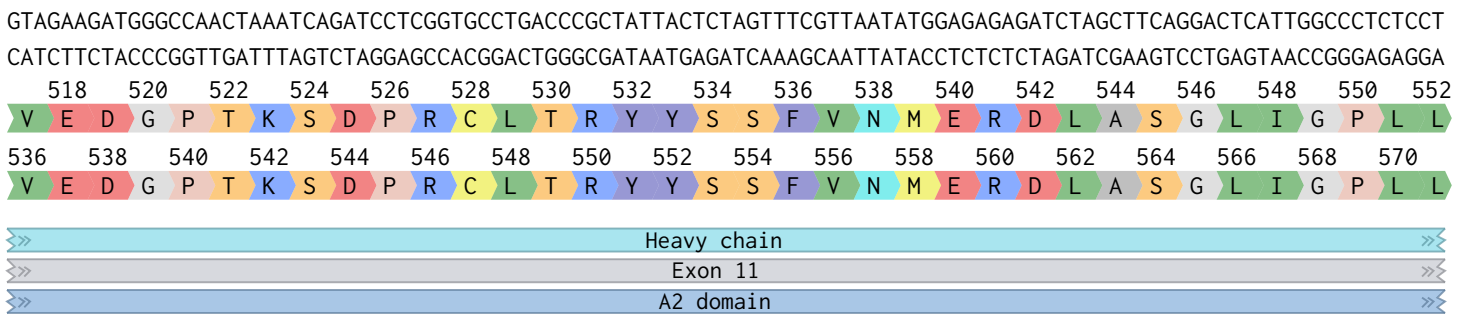 GTAGAAGATGGGCCAACTAAATCAGATCCTCGGTGCCTGACCCGCTATTACTCTAGTTTCGTTAATATGGAGAGAGATCTAGCTTCAGGACTCATTGGCCCTCTCCT
CATCTTCTACCCGGTTGATTTAGTCTAGGAGCCACGGACTGGGCGATAATGAGATCAAAGCAATTATACCTCTCTCTAGATCGAAGTCCTGAGTAACCGGGAGAGGA
518 520 522 524 526 528 530 532 534 536 538 540 542 544 546 548 550 552
V E D G P T K S D P R C L T R Y Y S S F V N M E R D L A S G L I G P L L
536 538 540 542 544 546 548 550 552 554 556 558 560 562 564 566 568 570
V E D G P T K S D P R C L T R Y Y S S F V N M E R D L A S G L I G P L L
Heavy chain
Exon 11
A2 domain